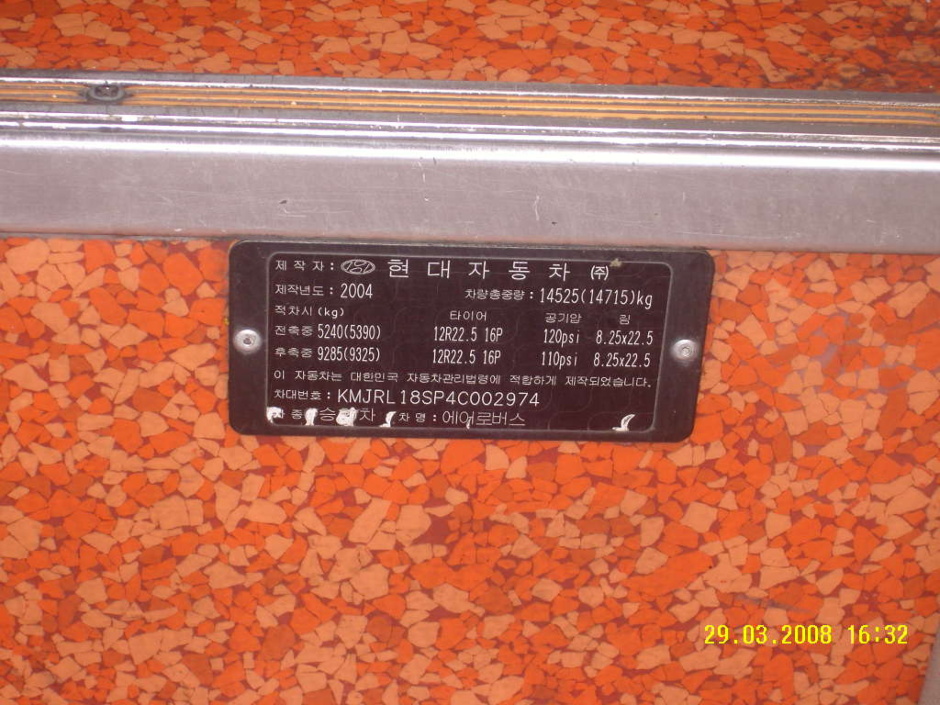 제작자: 현대자동차 (주)
제작년도: 2004 차량총중량: 14525(14715)kg
적차시(kg) 타이어 공기압 림
전축중 5240(5390) 12R22.5 16P 120psi 8.25x22.5
후축중 9285(9325) 12R22.5 16P 110psi 8.25x22.5
이 자동차는 대한민국 자동차관리법령에 적합하게 제작되었습니다.
차대번호: KMJRL18SP4C002974
차종: 승합차 차명: 에어로버스
29.03.2008 16:32